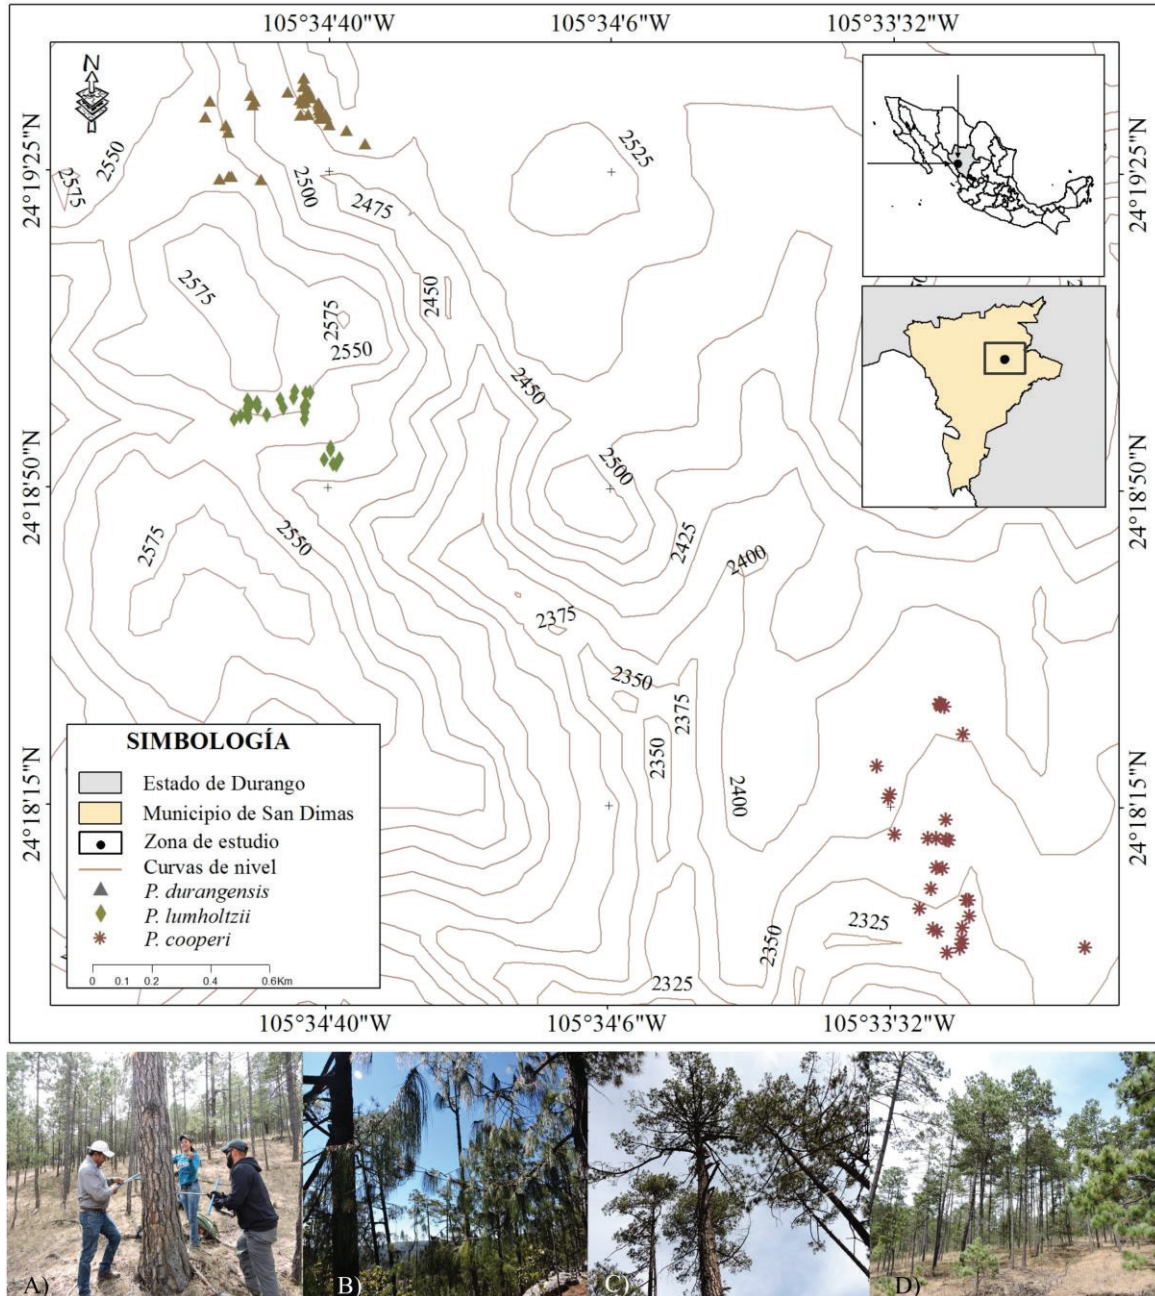 105°34'40"W 105°34'6"W 105°33'32"W
N
24°19'25"N
24°18'50"N
24°18'15"N
24°19'25"N
24°18'50"N
24°18'15"N
2550
2575
2500
2475
2525
2575
2575
2450
2550
2450
2500
2575
2550
2425
2400
2375
2350
2375
2350
2400
2325
2350
2325
SIMBOLOGÍA
Estado de Durango
Municipio de San Dimas
Zona de estudio
Curvas de nivel
P. durangensis
P. lumholtzii
P. cooperi
0 0.1 0.2 0.4 0.6Km
105°34'40"W 105°34'6"W 105°33'32"W
A) B) C) D)